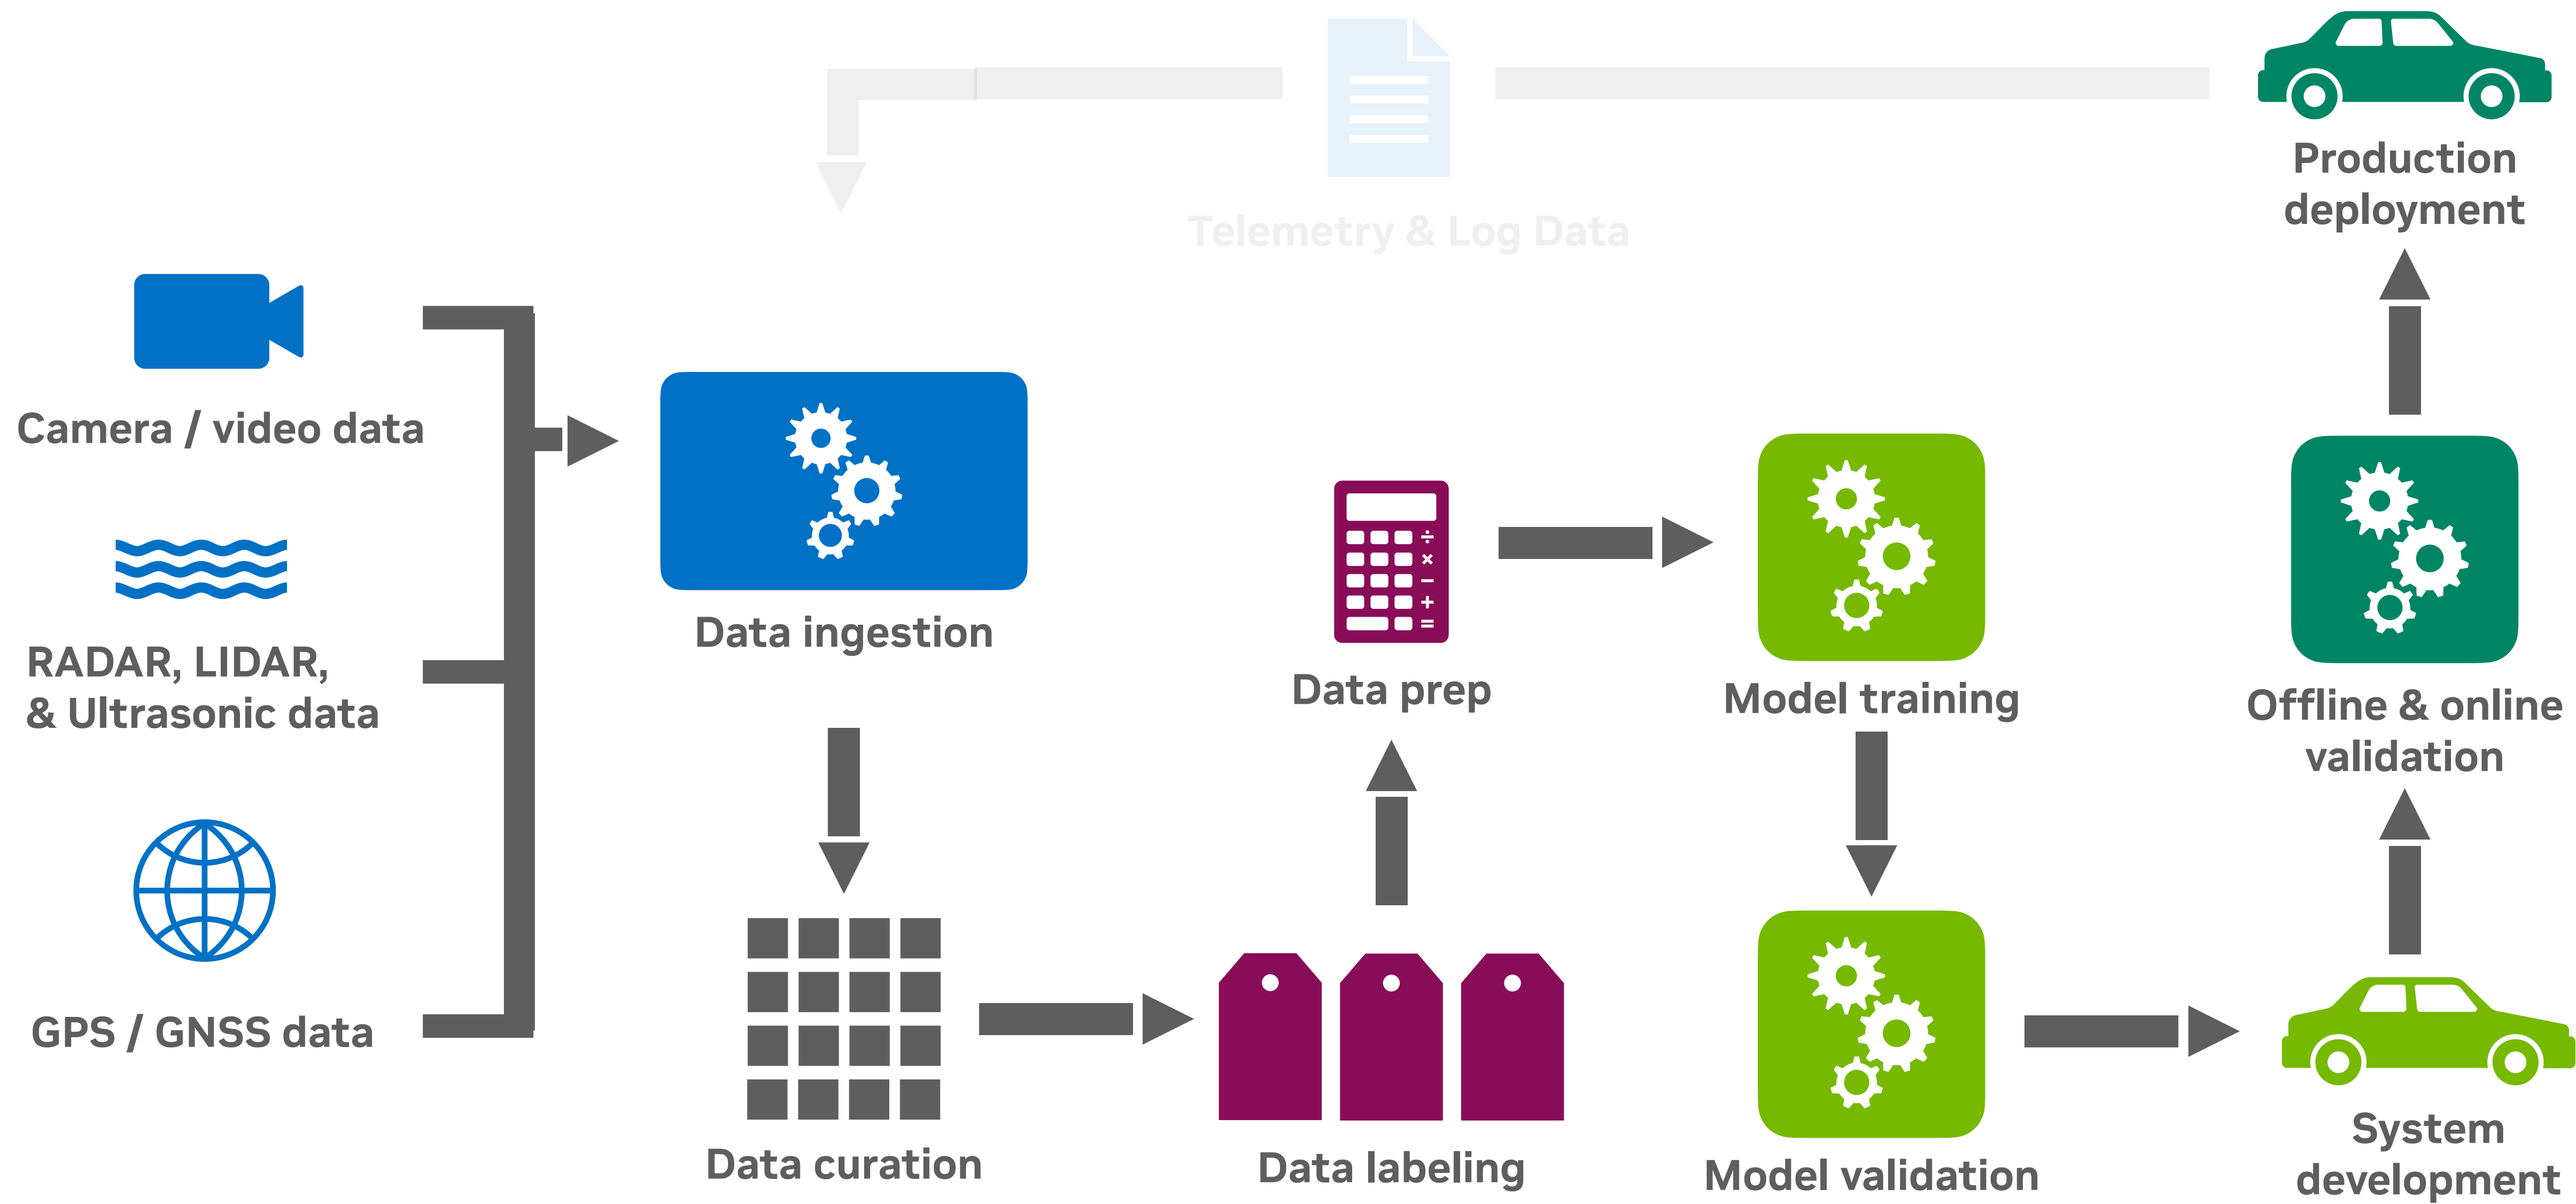 Telemetry & Log Data
Production
deployment
Camera / video data
RADAR, LIDAR,
& Ultrasonic data
GPS / GNSS data
Data ingestion
Data curation
Data labeling
Data prep
Model training
Model validation
System
development
Offline & online
validation